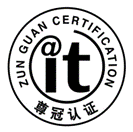 ZUN GUAN CERTIFICATION
@
it
尊冠认证